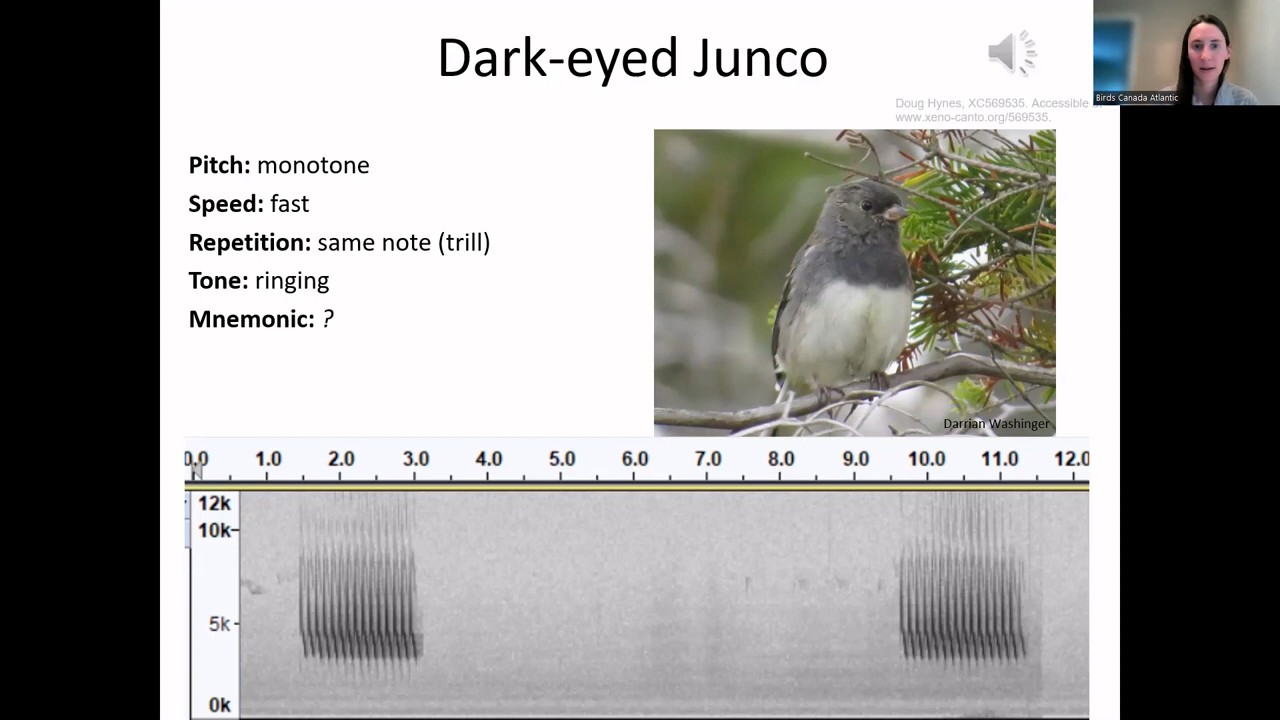 Dark-eyed Junco
Birds Canada Atlantic
Doug Hynes, XC569535. Accessible
www.xeno-canto.org/569535.
Pitch: monotone
Speed: fast
Repetition: same note (trill)
Tone: ringing
Mnemonic: ?
Darrian Washinger
0.0 1.0 2.0 3.0 4.0 5.0 6.0 7.0 8.0 9.0 10.0 11.0 12.0
12k
10k
5k
0k